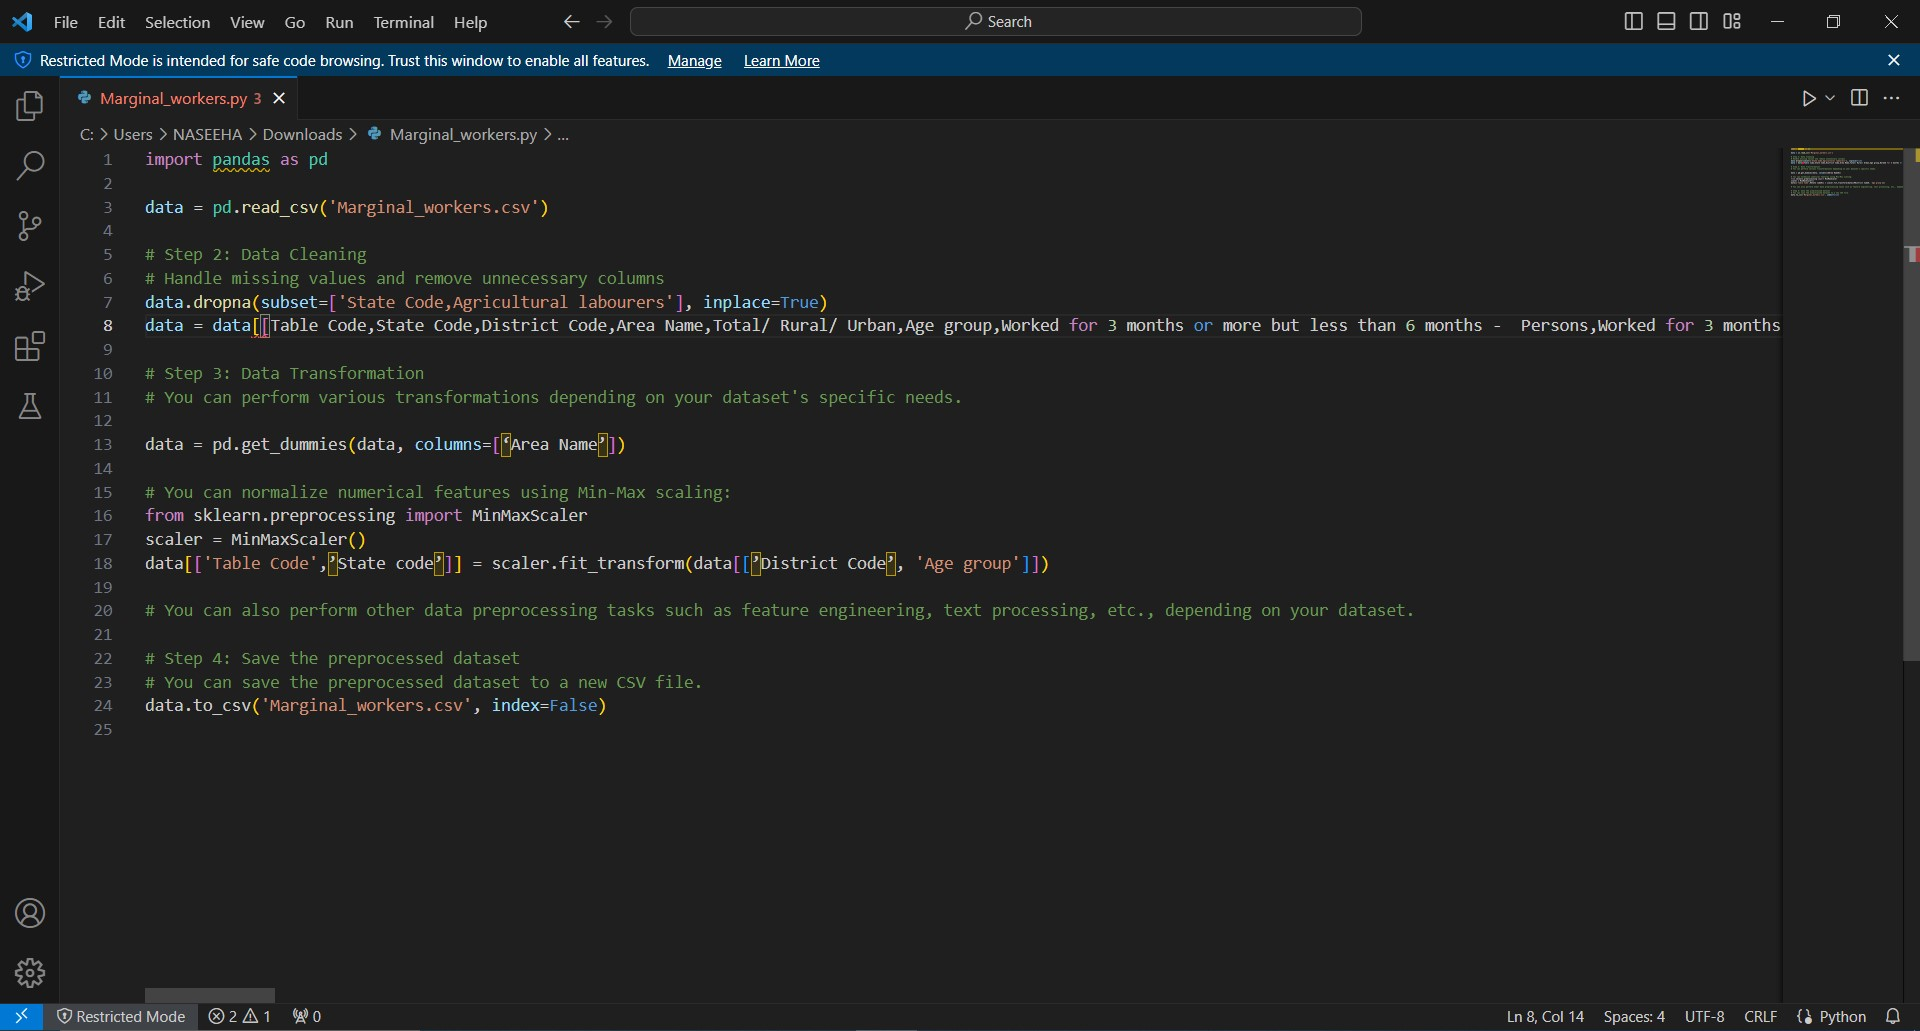 File Edit Selection View Go Run Terminal Help Search
Restricted Mode is intended for safe code browsing. Trust this window to enable all features. Manage Learn More
Marginal_workers.py 3
C: > Users > NASEEHA > Downloads > Marginal_workers.py > ...
1 import pandas as pd
2
3 data = pd.read_csv('Marginal_workers.csv')
4
5 # Step 2: Data Cleaning
6 # Handle missing values and remove unnecessary columns
7 data.dropna(subset=['State Code,Agricultural labourers'], inplace=True)
8 data = data[[Table Code,State Code,District Code,Area Name,Total/ Rural/ Urban,Age group,Worked for 3 months or more but less than 6 months -  Persons,Worked for 3 months
9
10 # Step 3: Data Transformation
11 # You can perform various transformations depending on your dataset's specific needs.
12
13 data = pd.get_dummies(data, columns=[‘Area Name’])
14
15 # You can normalize numerical features using Min-Max scaling:
16 from sklearn.preprocessing import MinMaxScaler
17 scaler = MinMaxScaler()
18 data[['Table Code',’State code’]] = scaler.fit_transform(data[[’District Code’, 'Age group']])
19
20 # You can also perform other data preprocessing tasks such as feature engineering, text processing, etc., depending on your dataset.
21
22 # Step 4: Save the preprocessed dataset
23 # You can save the preprocessed dataset to a new CSV file.
24 data.to_csv('Marginal_workers.csv', index=False)
25
Restricted Mode 2 1 0 Ln 8, Col 14 Spaces: 4 UTF-8 CRLF Python